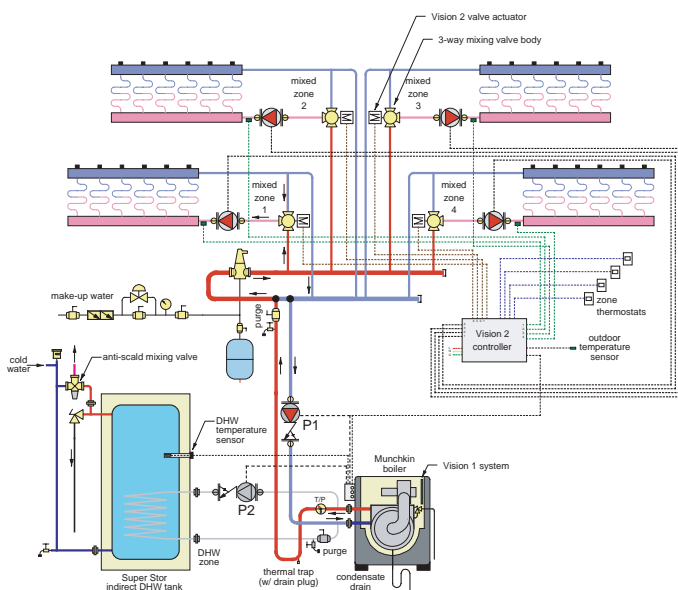 Vision 2 valve actuator
3-way mixing valve body
mixed
zone
2
mixed
zone
3
M
M
mixed
zone
1
mixed
zone
4
M
M
make-up water
purge
zone
thermostats
Vision 2
controller
outdoor
temperature
sensor
cold
water
anti-scald mixing valve
P1
DHW
temperature
sensor
Munchkin
boiler
Vision 1 system
P2
T/P
purge
DHW
zone
thermal trap
(w/ drain plug)
condensate
drain
Super Stor
indirect DHW tank